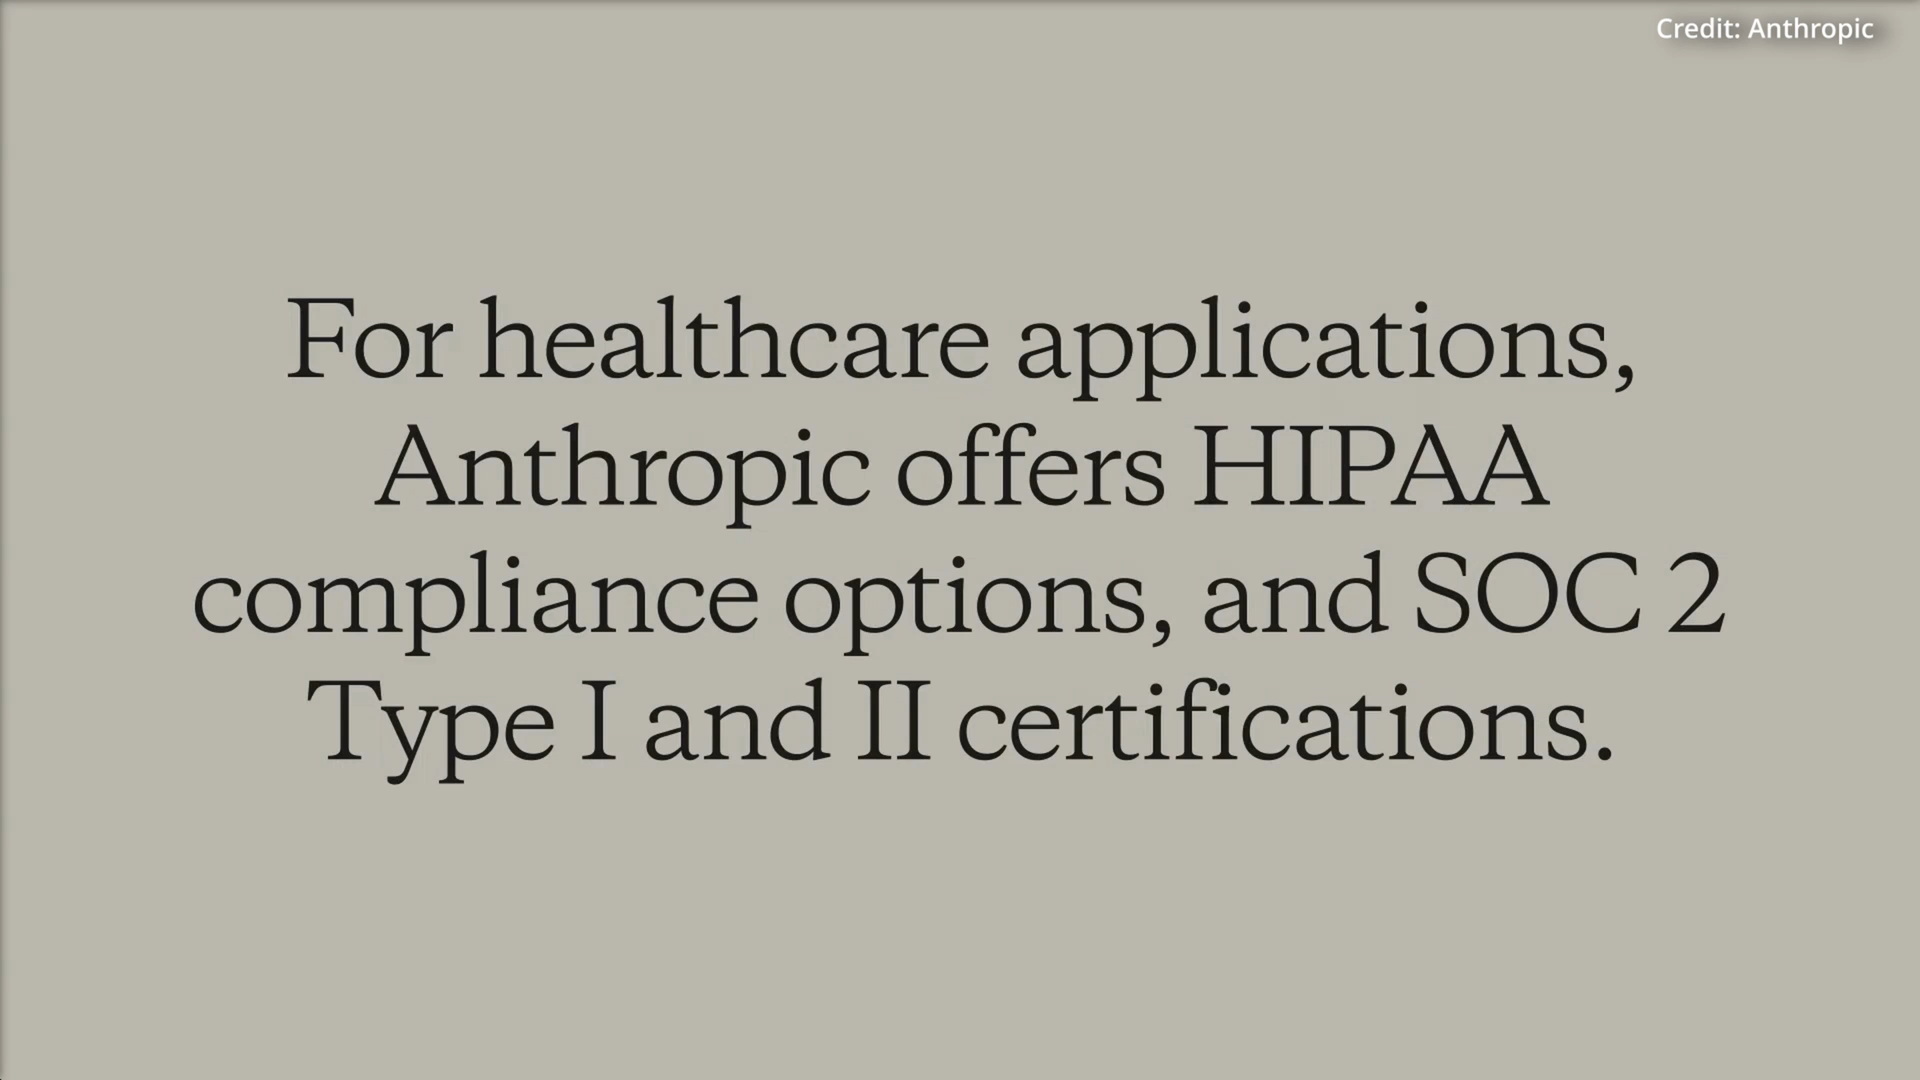 Credit: Anthropic
For healthcare applications,
Anthropic offers HIPAA
compliance options, and SOC 2
Type I and II certifications.